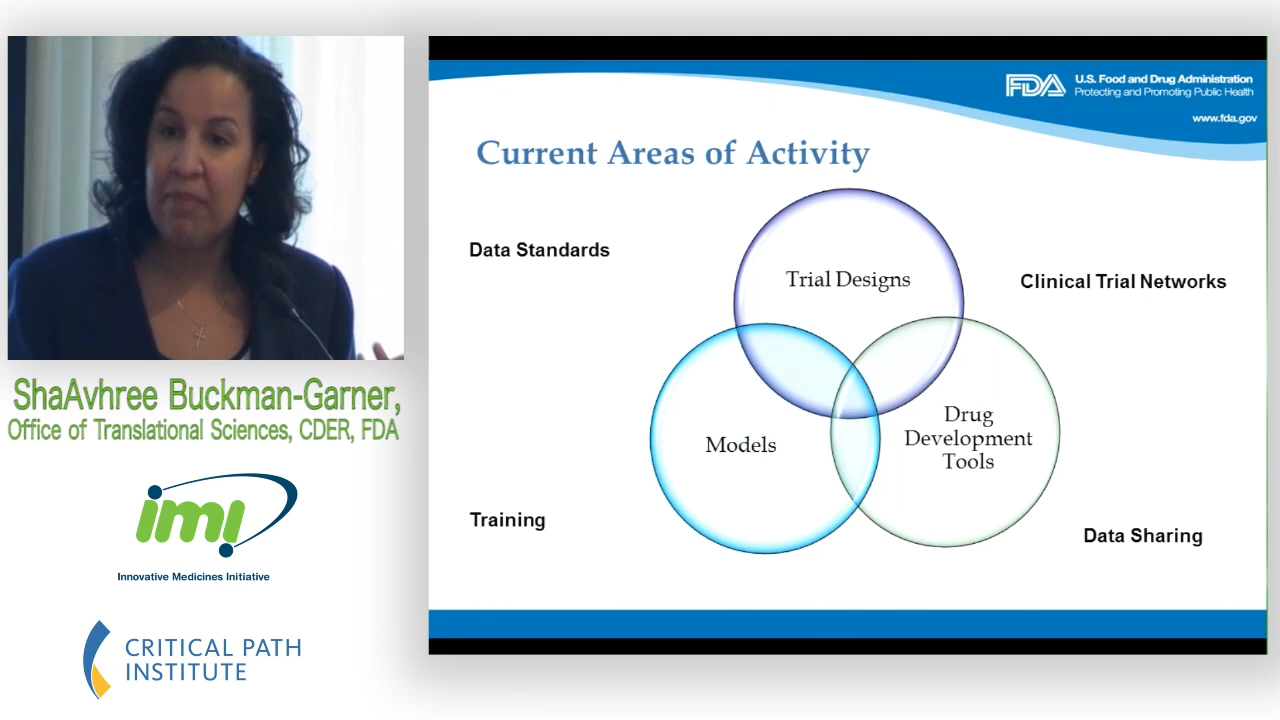 ShaAvhree Buckman-Garner,
Office of Translational Sciences, CDER, FDA
imi
Innovative Medicines Initiative
CRITICAL PATH
INSTITUTE
FDA
U.S. Food and Drug Administration
Protecting and Promoting Public Health
www.fda.gov
Current Areas of Activity
Data Standards
Trial Designs
Clinical Trial Networks
Models
Drug
Development
Tools
Training
Data Sharing